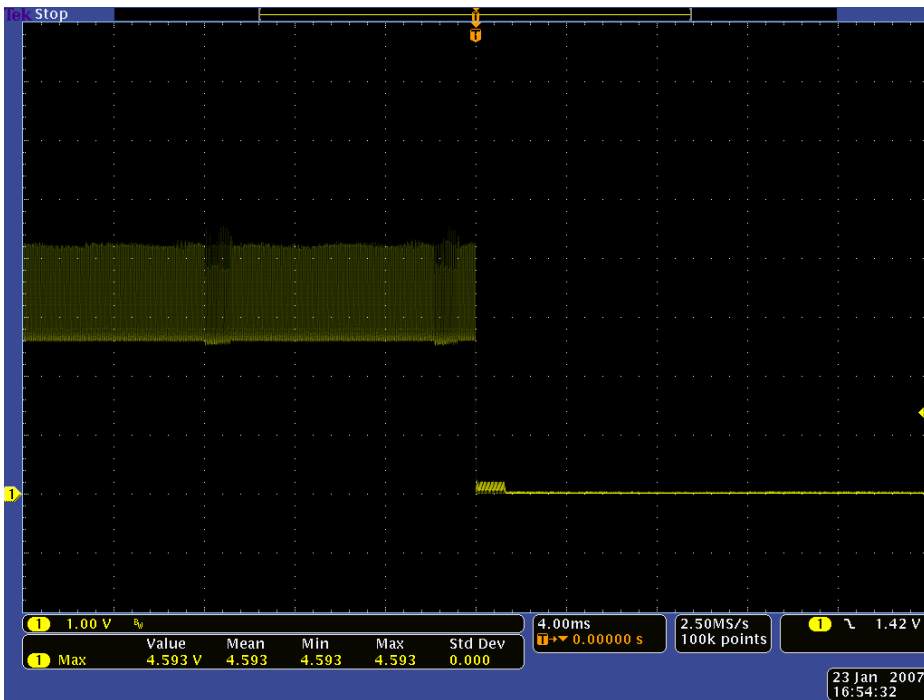 Tek Stop
T
T
1
1 1.00 V BW
Value Mean Min Max Std Dev
1 Max 4.593 V 4.593 4.593 4.593 0.000
4.00ms
T→▼ 0.00000 s
2.50MS/s
100k points
1 1.42 V
23 Jan 2007
16:54:32